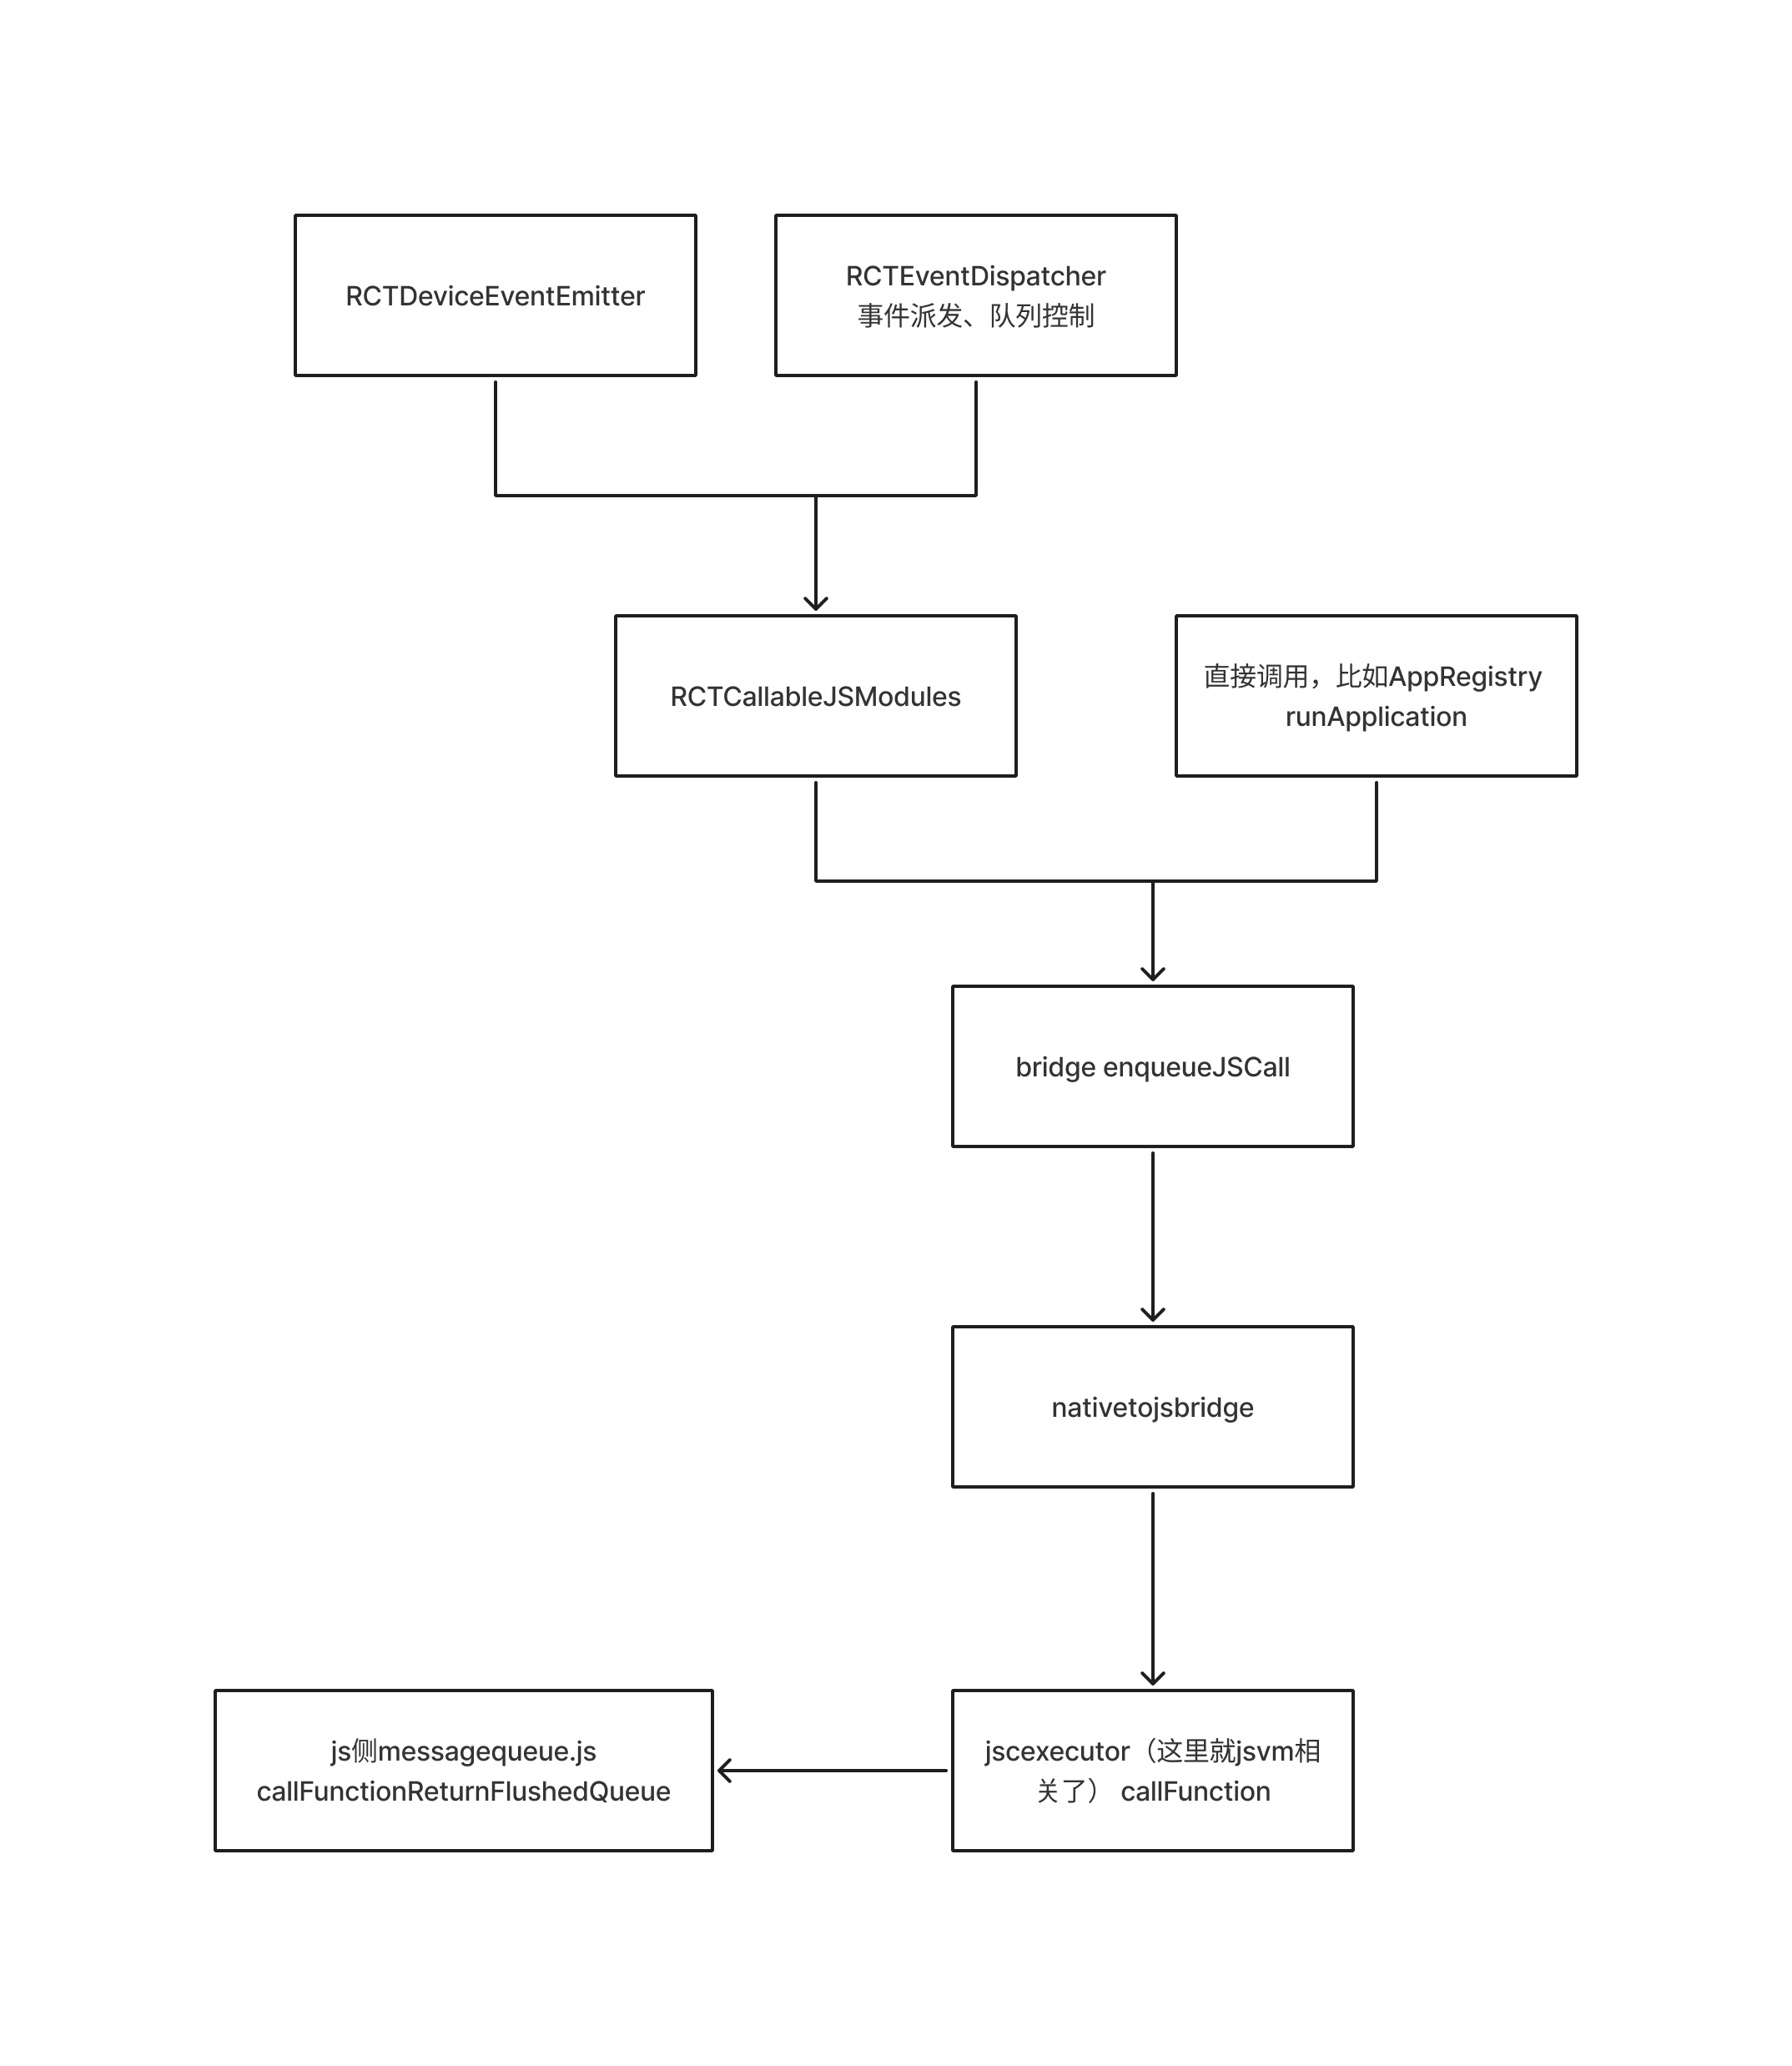 RCTDeviceEventEmitter
RCTEventDispatcher
事件派发、队列控制
RCTCallableJSModules
直接调用，比如AppRegistry
runApplication
bridge enqueueJSCall
nativetojsbridge
js侧messagequeue.js
callFunctionReturnFlushedQueue
jscexecutor（这里就jsvm相
关了） callFunction